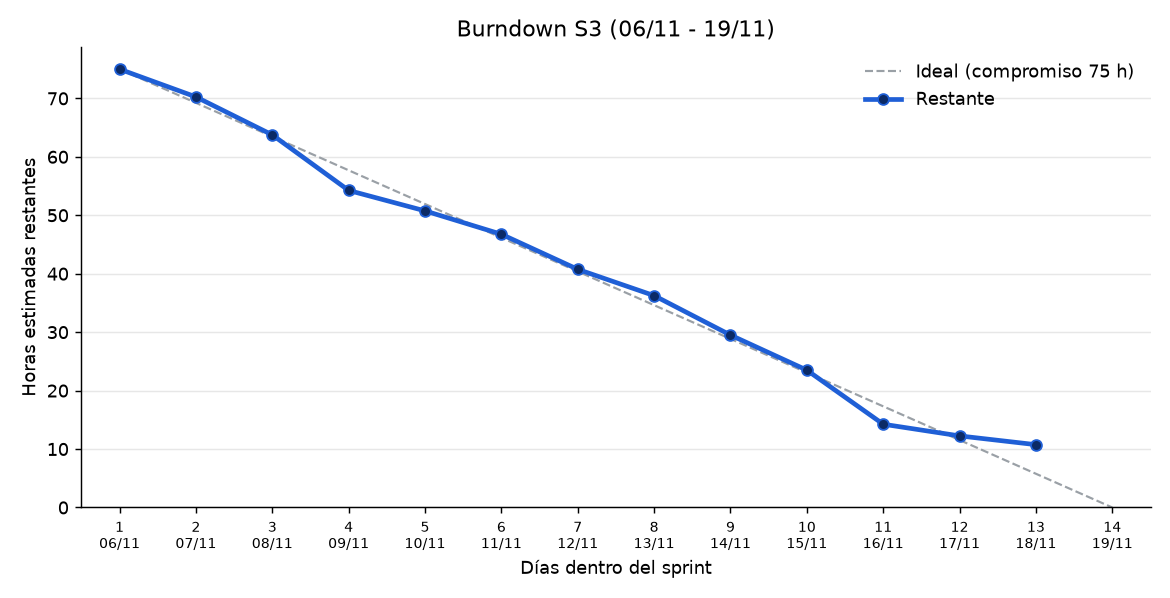 Burndown S3 (06/11 - 19/11)
Ideal (compromiso 75 h)
Restante
Horas estimadas restantes
70
60
50
40
30
20
10
0
1 2 3 4 5 6 7 8 9 10 11 12 13 14
06/11 07/11 08/11 09/11 10/11 11/11 12/11 13/11 14/11 15/11 16/11 17/11 18/11 19/11
Días dentro del sprint